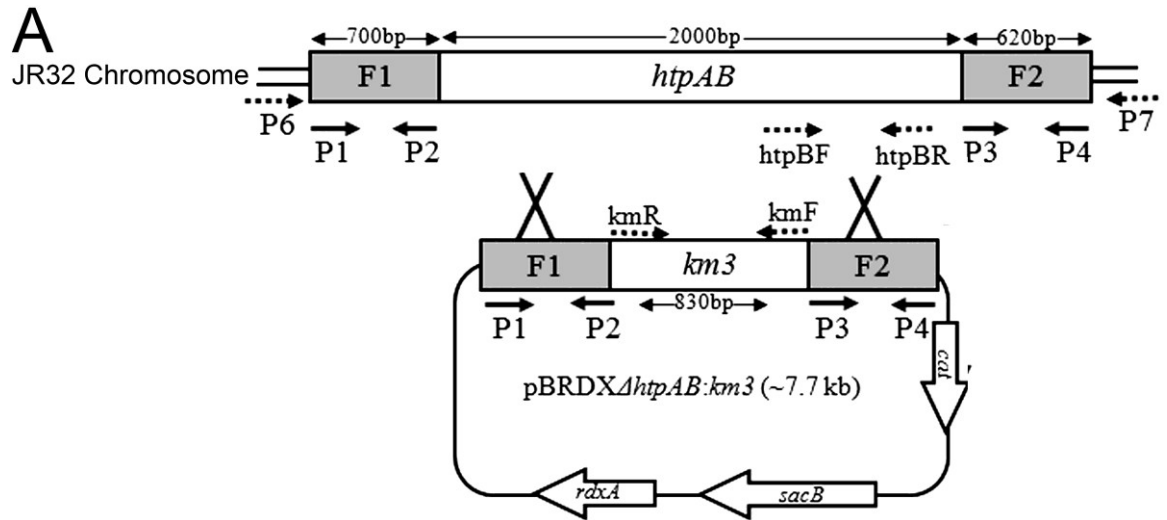 A
700bp 2000bp 620bp
JR32 Chromosome F1 htpAB F2
P6 P7
P1 P2 htpBF htpBR P3 P4
kmR kmF
F1 km3 F2
830bp
P1 P2 P3 P4
cat
pBRDXΔhtpAB:km3 (~7.7 kb)
rdxA sacB